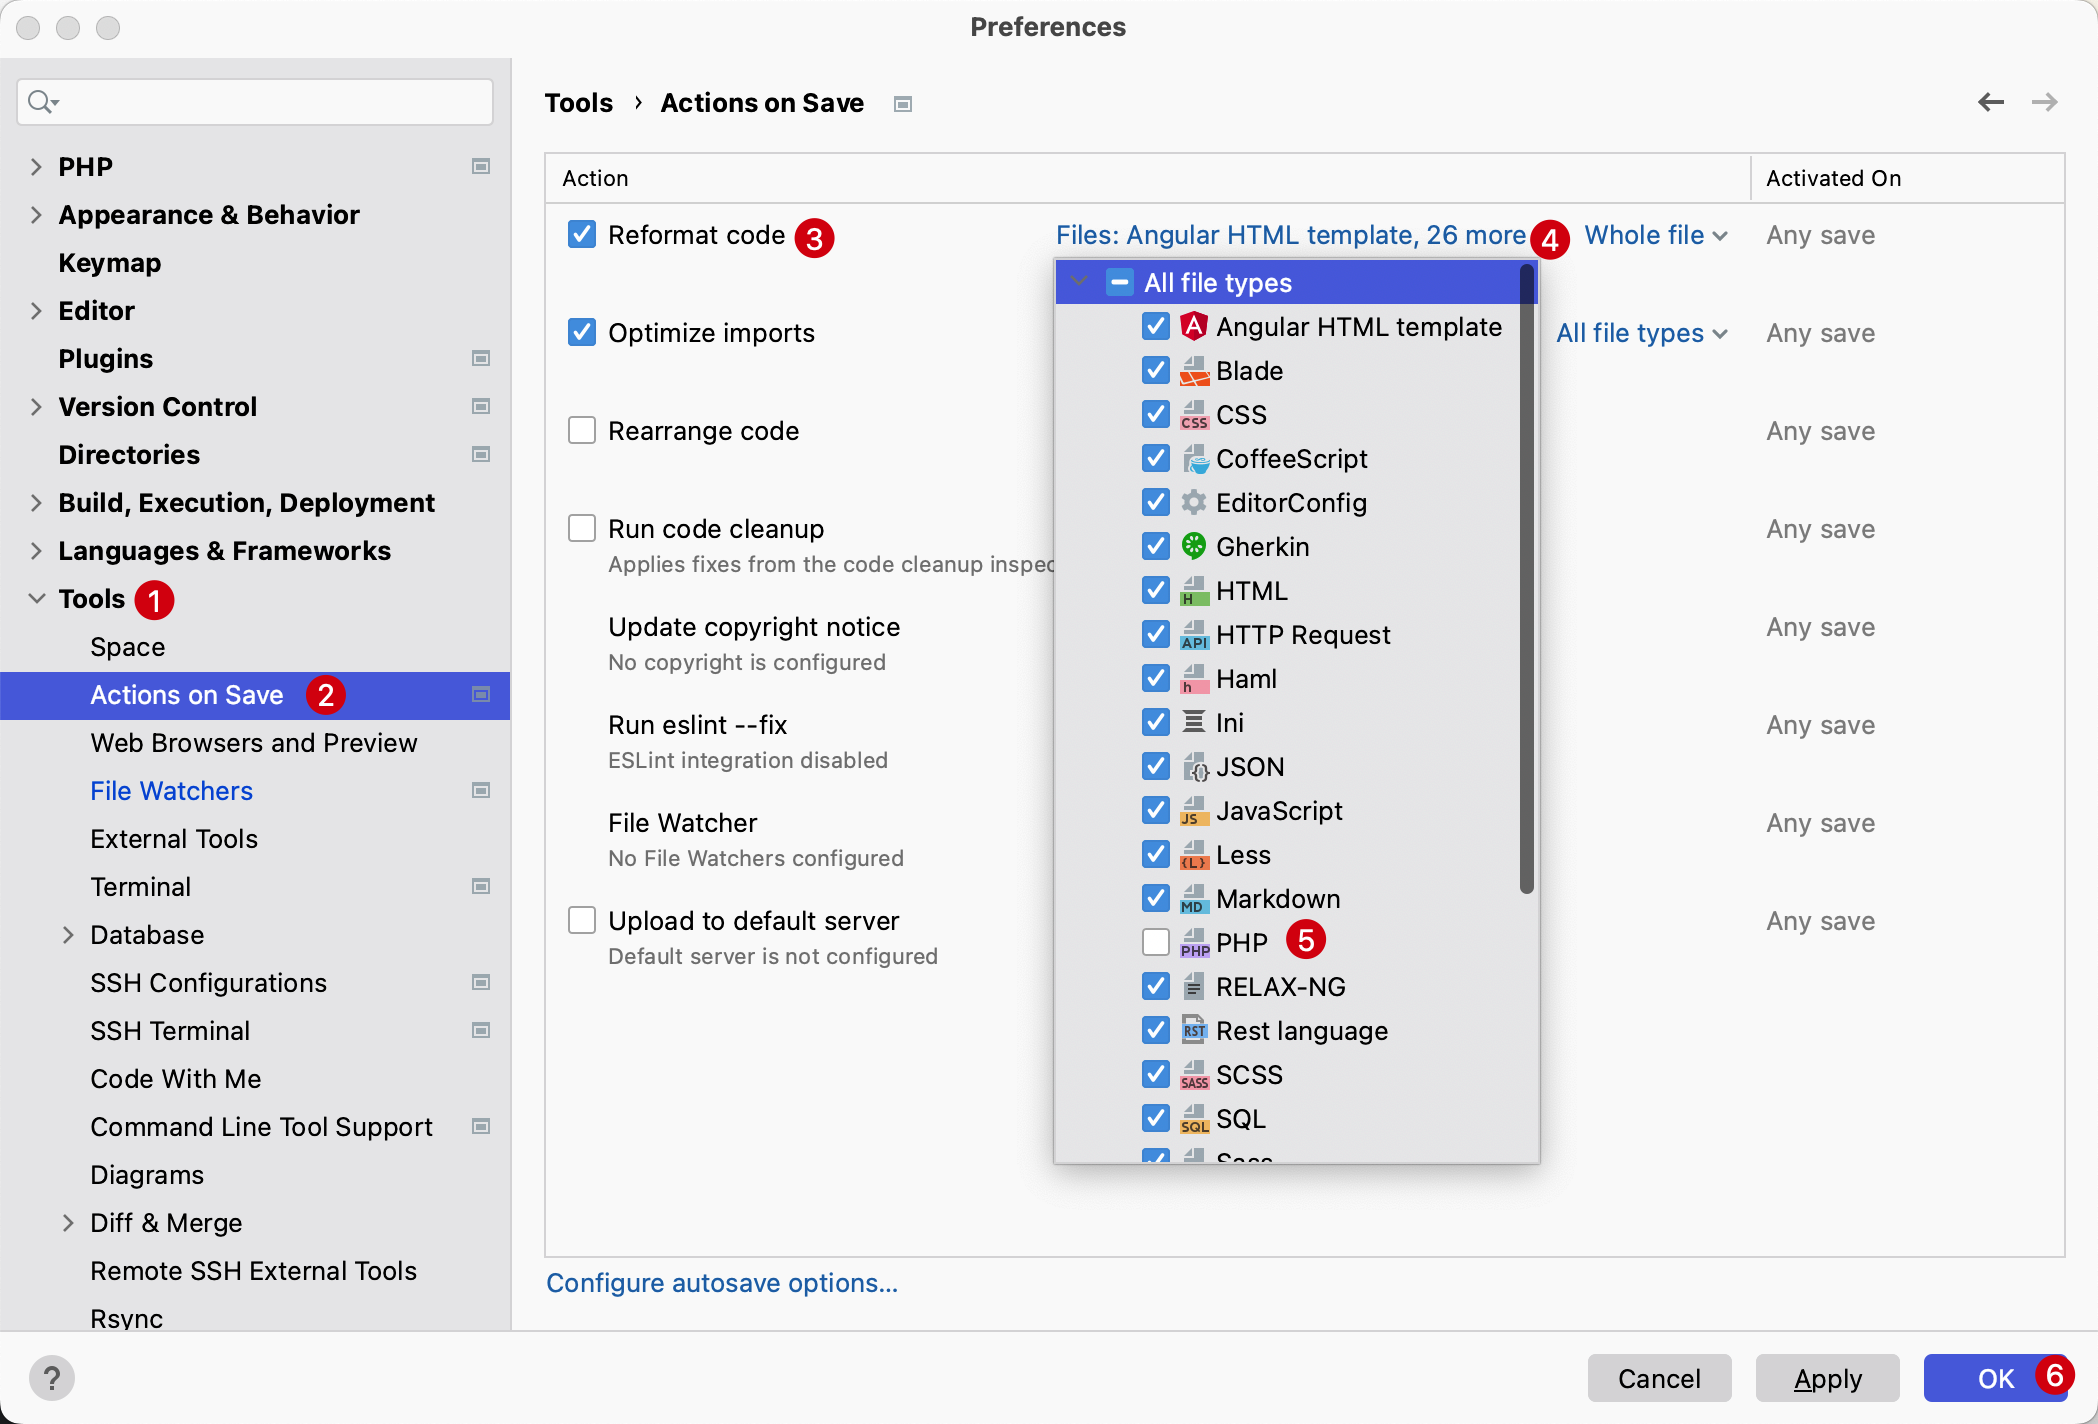 Preferences
PHP
Appearance & Behavior
Keymap
Editor
Plugins
Version Control
Directories
Build, Execution, Deployment
Languages & Frameworks
Tools 1
Space
Actions on Save 2
Web Browsers and Preview
File Watchers
External Tools
Terminal
Database
SSH Configurations
SSH Terminal
Code With Me
Command Line Tool Support
Diagrams
Diff & Merge
Remote SSH External Tools
Rsync
Tools › Actions on Save
Action Activated On
Reformat code 3 Files: Angular HTML template, 26 more 4 Whole file Any save
Optimize imports All file types Any save
Rearrange code Any save
Run code cleanup Any save
Applies fixes from the code cleanup inspec
Update copyright notice Any save
No copyright is configured
Run eslint --fix Any save
ESLint integration disabled
File Watcher Any save
No File Watchers configured
Upload to default server Any save
Default server is not configured
All file types
Angular HTML template
Blade
CSS CSS
CoffeeScript
EditorConfig
Gherkin
H HTML
API HTTP Request
h Haml
Ini
{} JSON
JS JavaScript
{L} Less
MD Markdown
PHP PHP 5
RELAX-NG
RST Rest language
SASS SCSS
SQL SQL
Sass
Configure autosave options...
? Cancel Apply OK 6